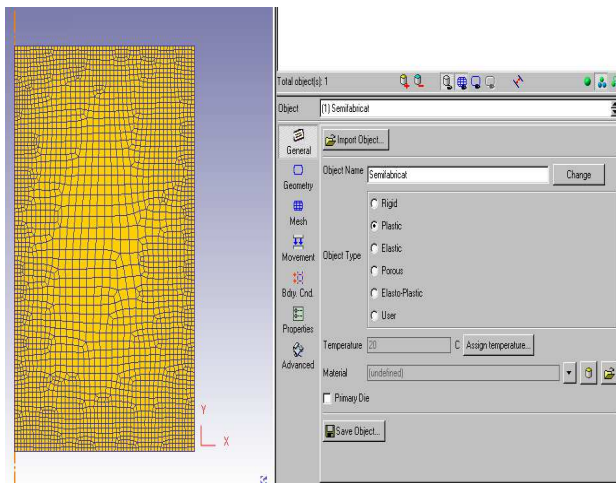 Total object(s): 1
Object (1) Semifabricat
General
Import Object...
Object Name Semifabricat Change
Geometry
Mesh
Movement
Bdry. Cnd.
Properties
Advanced
Object Type
Rigid
Plastic
Elastic
Porous
Elasto-Plastic
User
Temperature 20 C Assign temperature...
Material (undefined)
Primary Die
Save Object...
Y
X